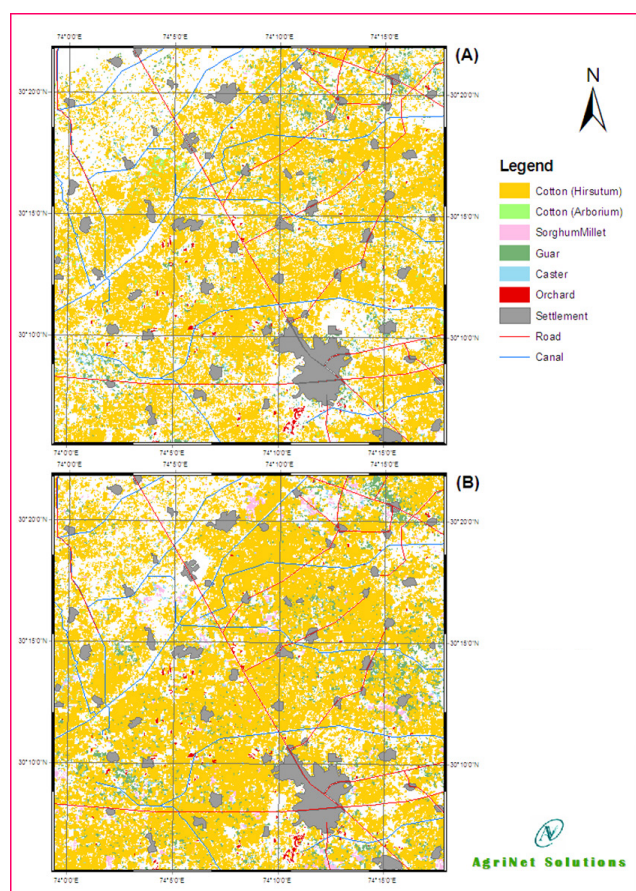 74°0'0"E 74°5'0"E 74°10'0"E 74°15'0"E
(A)
N
30°20'0"N 30°20'0"N
30°15'0"N 30°15'0"N
30°10'0"N 30°10'0"N
Legend
Cotton (Hirsutum)
Cotton (Arborium)
SorghumMillet
Guar
Caster
Orchard
Settlement
Road
Canal
74°0'0"E 74°5'0"E 74°10'0"E 74°15'0"E
74°0'0"E 74°5'0"E 74°10'0"E 74°15'0"E
(B)
30°20'0"N 30°20'0"N
30°15'0"N 30°15'0"N
30°10'0"N 30°10'0"N
74°0'0"E 74°5'0"E 74°10'0"E 74°15'0"E
AgriNet Solutions